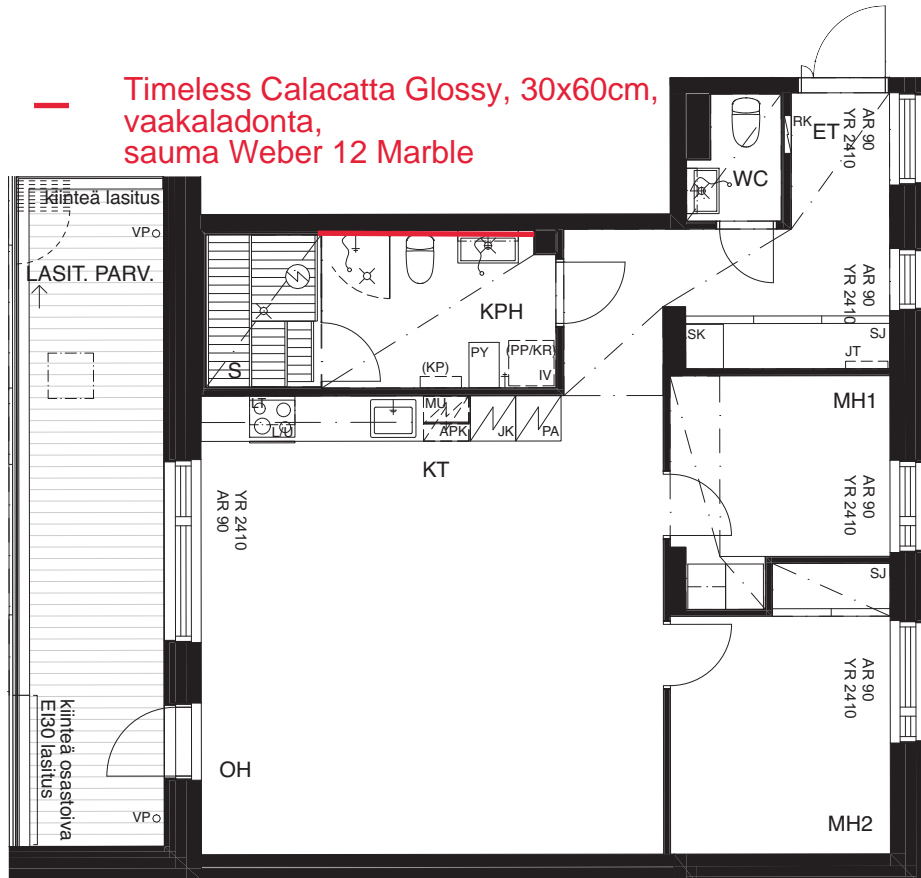 Timeless Calacatta Glossy, 30x60cm,
vaakaladonta,
sauma Weber 12 Marble
RK
ET
AR 90
YR 2410
WC
kiinteä lasitus
VP
LASIT. PARV.
KPH
AR 90
YR 2410
S
(KP)
PY
(PP/KR)
IV
SK
SJ
JT
LT
L/U
MU
APK
JK
PA
MH1
KT
YR 2410
AR 90
AR 90
YR 2410
SJ
AR 90
YR 2410
kiinteä osastoiva
EI30 lasitus
OH
VP
MH2